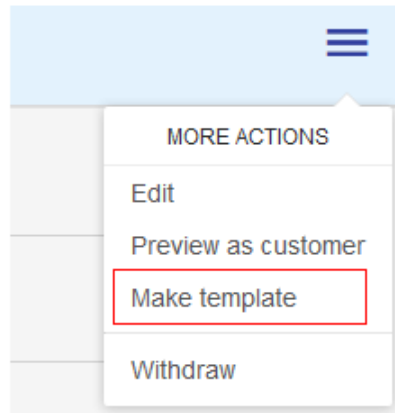 MORE ACTIONS
Edit
Preview as customer
Make template
Withdraw